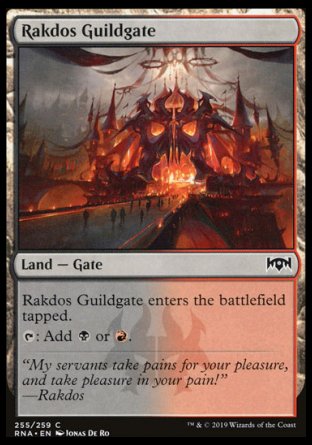 Rakdos Guildgate
Land — Gate
Rakdos Guildgate enters the battlefield
tapped.
: Add or .
“My servants take pains for your pleasure,
and take pleasure in your pain!”
—Rakdos
255/259 C
RNA • EN Jonas De Ro
™ & © 2019 Wizards of the Coast